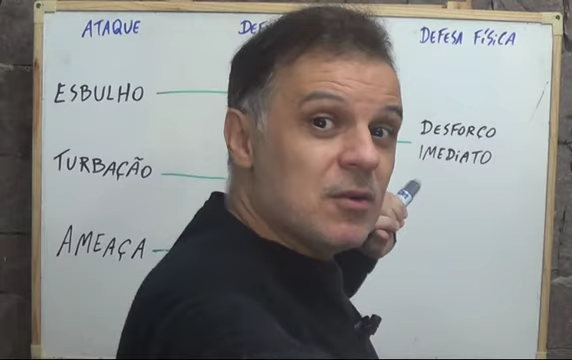 ATAQUE
DEFESA FÍSICA
ESBULHO
DESFORÇO
IMEDIATO
TURBAÇÃO
AMEAÇA